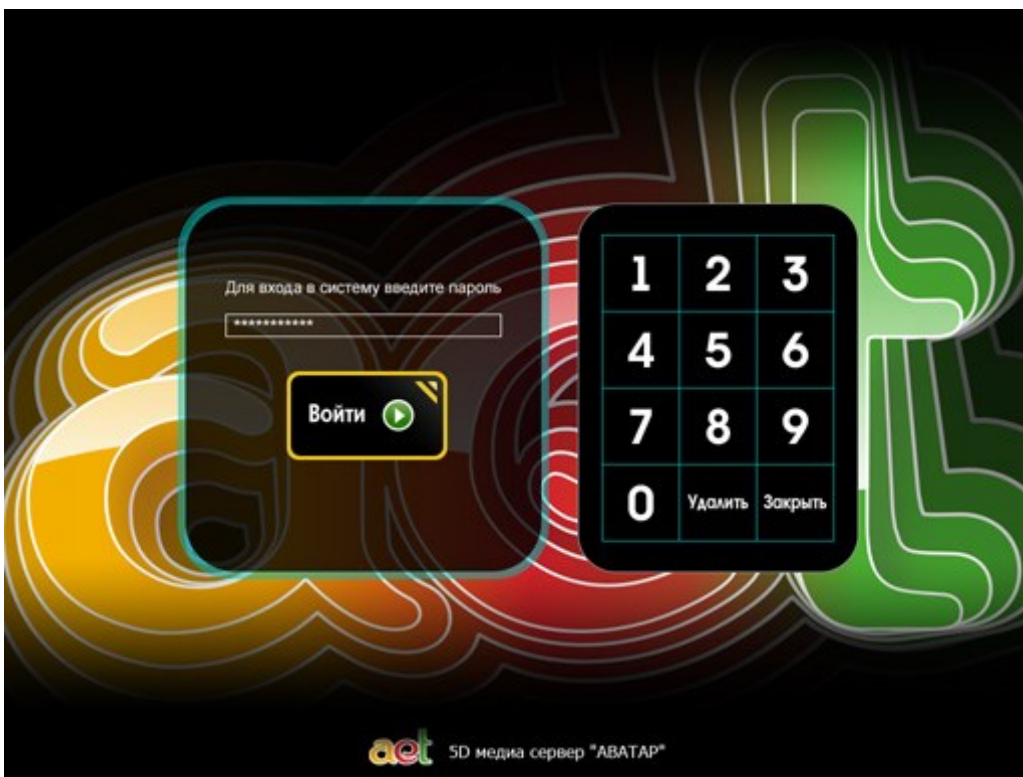 Для входа в систему введите пароль
***********
Войти
1 2 3
4 5 6
7 8 9
0 Удалить Закрыть
aet
aet 5D медиа сервер "АВАТАР"